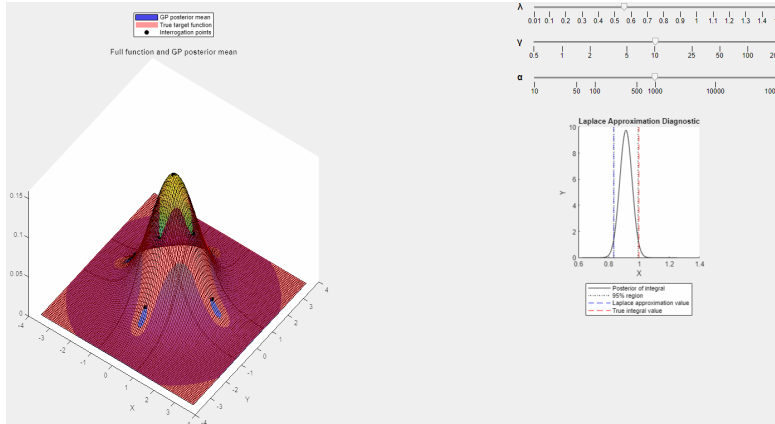 GP posterior mean
True target function
Interrogation points
Full function and GP posterior mean
0.15
0.1
0.05
0
-4
-3
-2
-1
0
1
2
3
X
-4
-3
-2
-1
0
1
2
3
4
Y
λ
0.01 0.1 0.2 0.3 0.4 0.5 0.6 0.7 0.8 0.9 1 1.1 1.2 1.3 1.4
γ
0.5 1 2 5 10 25 50 100
α
10 50 100 500 1000 10000
Laplace Approximation Diagnostic
10
8
6
4
2
0
Y
0.6 0.8 1 1.2 1.4
X
Posterior of integral
95% region
Laplace approximation value
True integral value